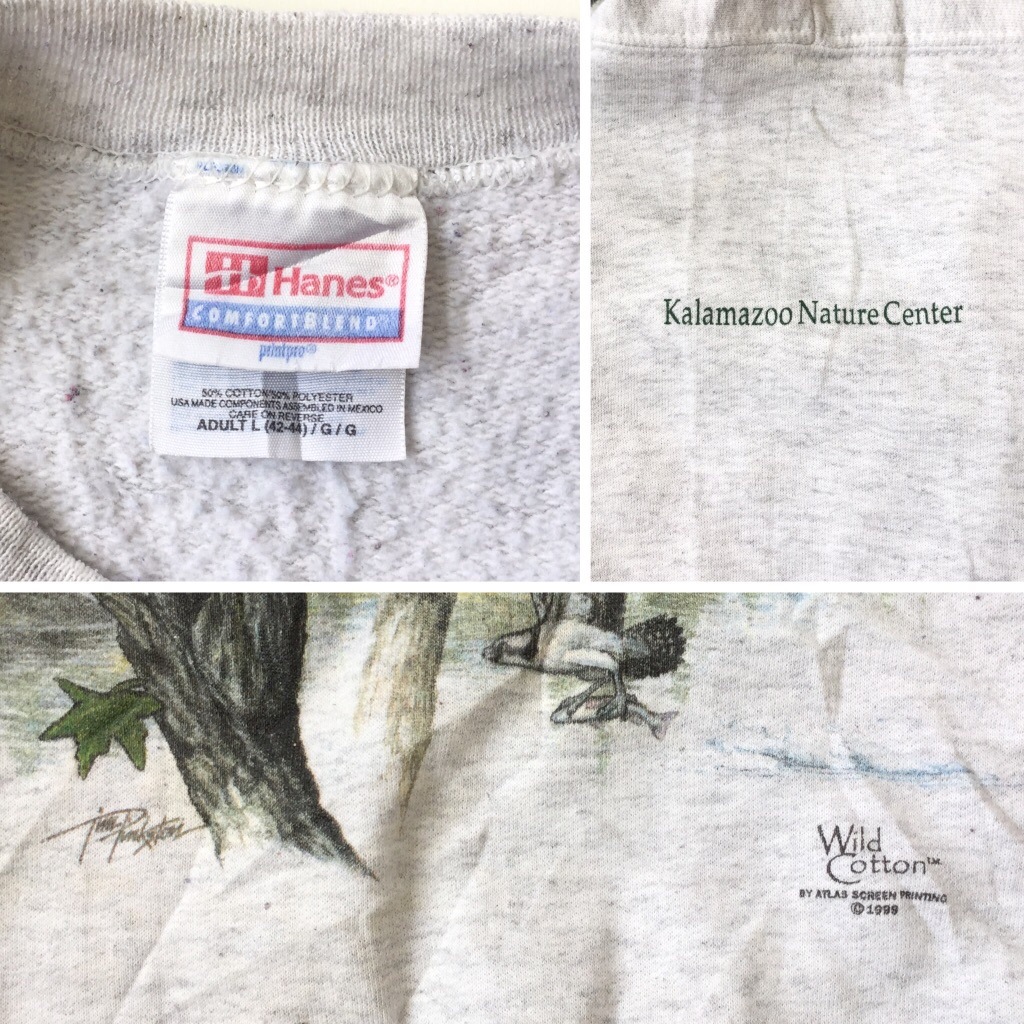 H Hanes®
COMFORTBLEND®
printpro®
50% COTTON 50% POLYESTER
USA MADE COMPONENTS ASSEMBLED IN MEXICO
CARE ON REVERSE
ADULT L (42-44) / G / G
Kalamazoo Nature Center
Wild
Cotton™
BY ATLAS SCREEN PRINTING
© 1999